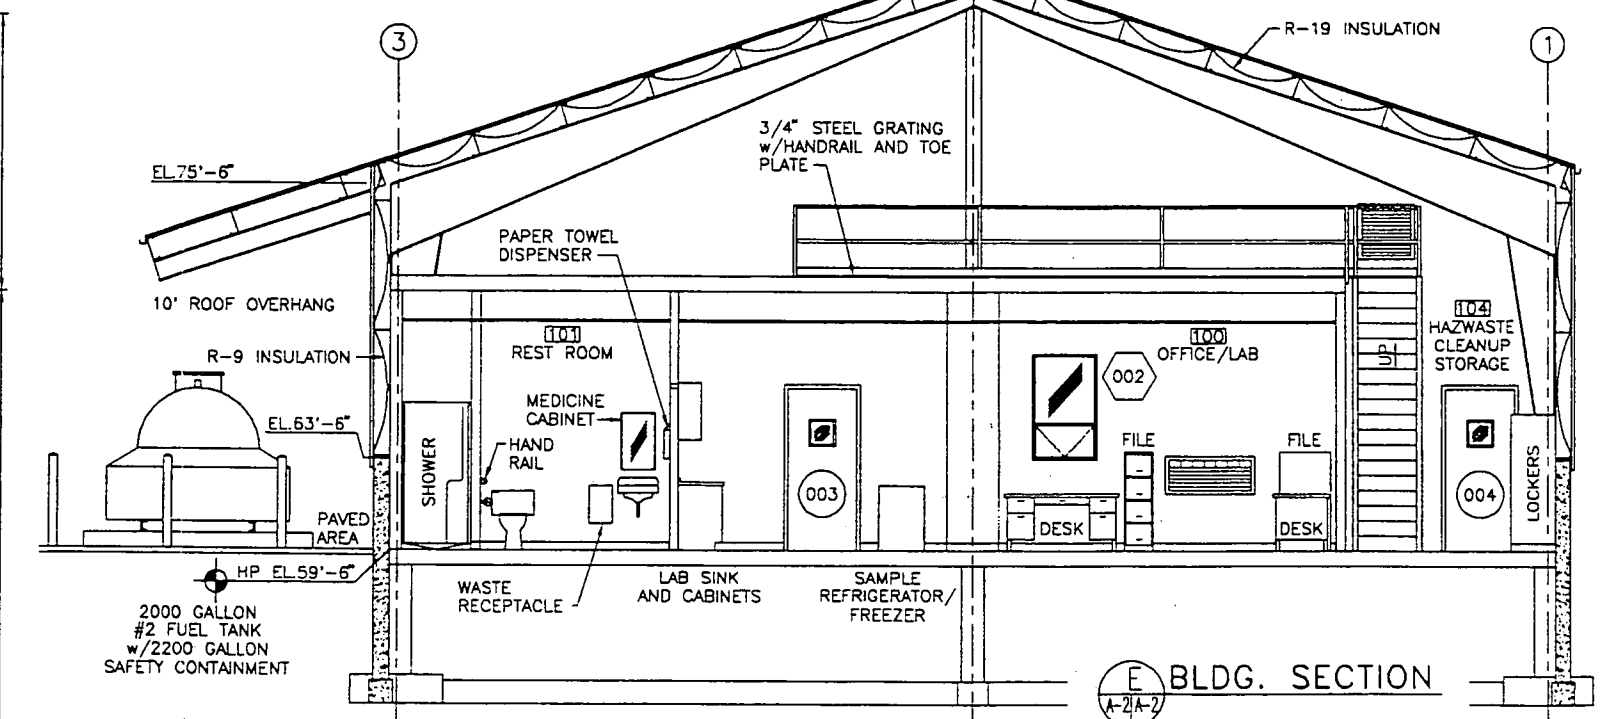 3
R-19 INSULATION
1
3/4" STEEL GRATING
w/HANDRAIL AND TOE
PLATE
EL.75'-6"
PAPER TOWEL
DISPENSER
10' ROOF OVERHANG
101
REST ROOM
100
OFFICE/LAB
104
HAZWASTE
CLEANUP
STORAGE
R-9 INSULATION
UP
002
MEDICINE
CABINET
EL.63'-6"
HAND
RAIL
FILE
FILE
SHOWER
003
004
LOCKERS
PAVED
AREA
DESK
DESK
HP EL.59'-6"
WASTE
RECEPTACLE
LAB SINK
AND CABINETS
SAMPLE
REFRIGERATOR/
FREEZER
2000 GALLON
#2 FUEL TANK
w/2200 GALLON
SAFETY CONTAINMENT
E
A-2 A-2
BLDG. SECTION